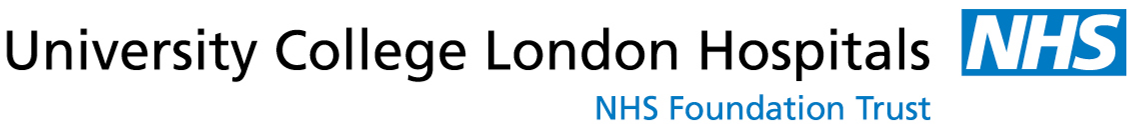 University College London Hospitals NHS
NHS Foundation Trust